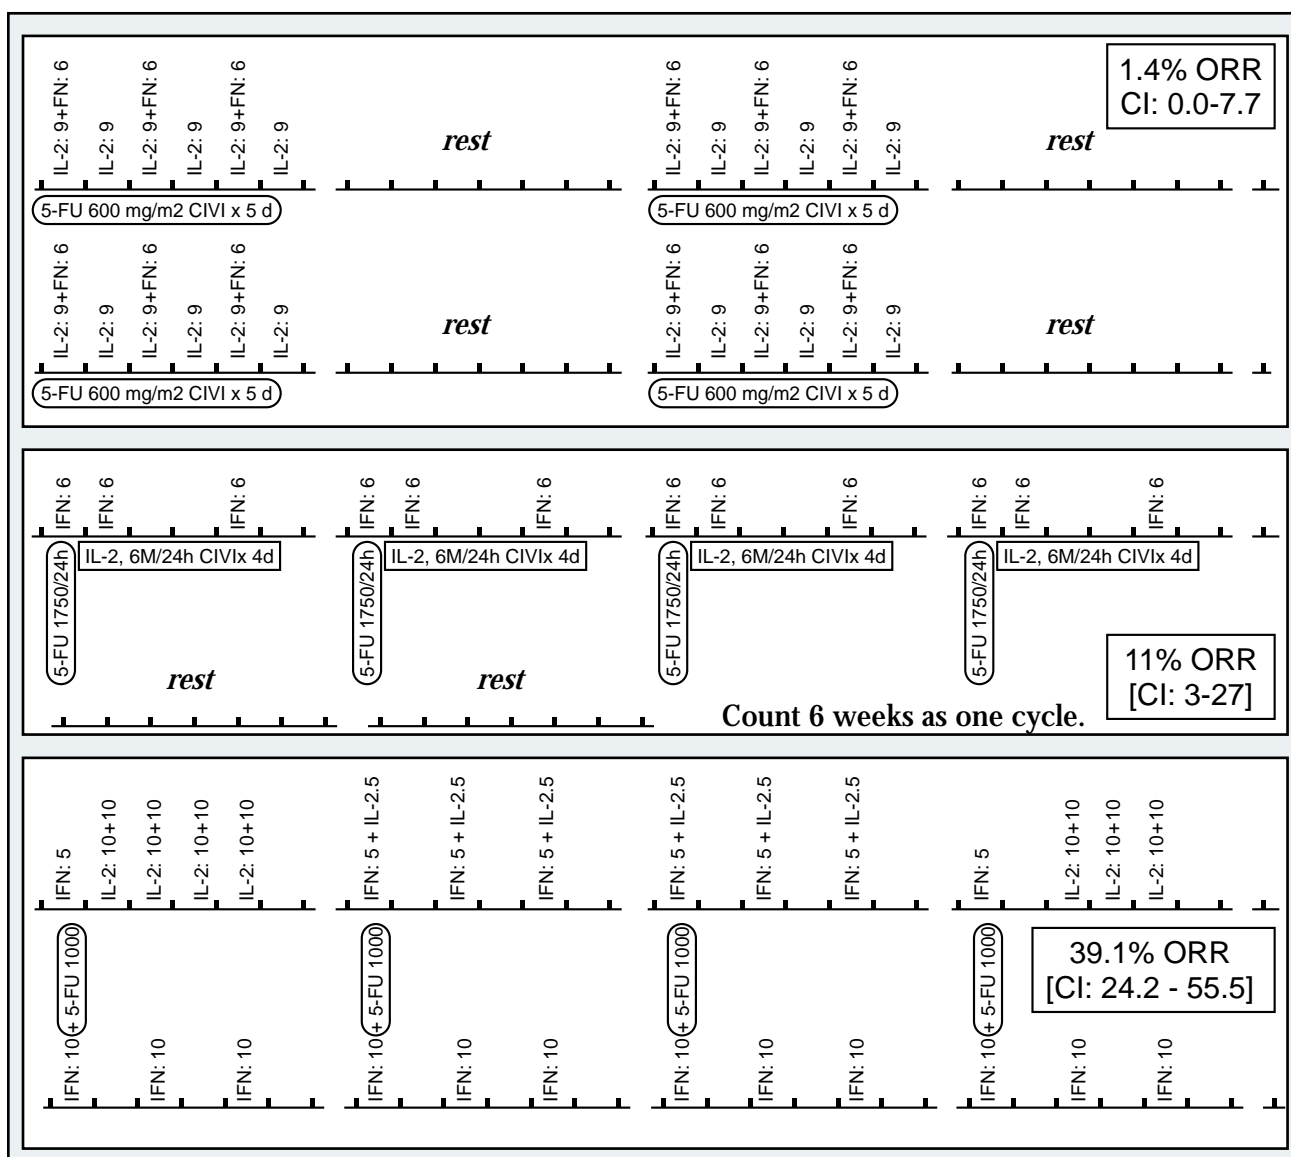 IL-2: 9+FN: 6
IL-2: 9
IL-2: 9+FN: 6
IL-2: 9
IL-2: 9+FN: 6
IL-2: 9
rest
IL-2: 9+FN: 6
IL-2: 9
IL-2: 9+FN: 6
IL-2: 9
IL-2: 9+FN: 6
IL-2: 9
rest
1.4% ORR
CI: 0.0-7.7
5-FU 600 mg/m2 CIVI x 5 d
5-FU 600 mg/m2 CIVI x 5 d
IL-2: 9+FN: 6
IL-2: 9
IL-2: 9+FN: 6
IL-2: 9
IL-2: 9+FN: 6
IL-2: 9
rest
IL-2: 9+FN: 6
IL-2: 9
IL-2: 9+FN: 6
IL-2: 9
IL-2: 9+FN: 6
IL-2: 9
rest
5-FU 600 mg/m2 CIVI x 5 d
5-FU 600 mg/m2 CIVI x 5 d
IFN: 6
IFN: 6
IFN: 6
IFN: 6
IFN: 6
IFN: 6
IFN: 6
IFN: 6
IFN: 6
IFN: 6
IFN: 6
IFN: 6
5-FU 1750/24h
IL-2, 6M/24h CIVIx 4d
5-FU 1750/24h
IL-2, 6M/24h CIVIx 4d
5-FU 1750/24h
IL-2, 6M/24h CIVIx 4d
5-FU 1750/24h
IL-2, 6M/24h CIVIx 4d
rest
rest
Count 6 weeks as one cycle.
11% ORR
[CI: 3-27]
IFN: 5
IL-2: 10+10
IL-2: 10+10
IL-2: 10+10
IL-2: 10+10
IFN: 5 + IL-2.5
IFN: 5 + IL-2.5
IFN: 5 + IL-2.5
IFN: 5 + IL-2.5
IFN: 5 + IL-2.5
IFN: 5 + IL-2.5
IFN: 5
IL-2: 10+10
IL-2: 10+10
IL-2: 10+10
39.1% ORR
[CI: 24.2 - 55.5]
IFN: 10 + 5-FU 1000
IFN: 10
IFN: 10
IFN: 10 + 5-FU 1000
IFN: 10
IFN: 10
IFN: 10 + 5-FU 1000
IFN: 10
IFN: 10
IFN: 10 + 5-FU 1000
IFN: 10
IFN: 10